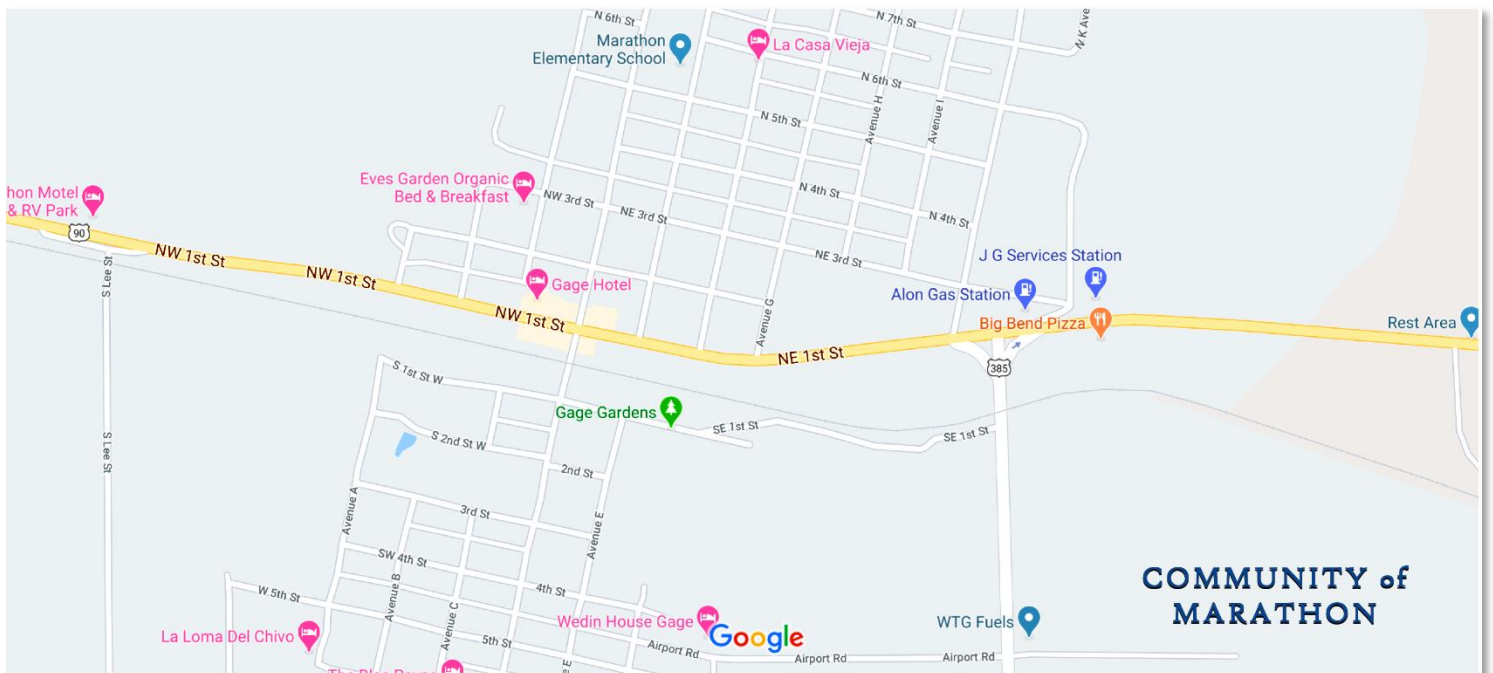 N 6th St
N 7th St
N K Ave
Marathon
Elementary School
La Casa Vieja
N 6th St
Avenue H
Avenue I
N 5th St
Eves Garden Organic
Bed & Breakfast
NW 3rd St
N 4th St
hon Motel
& RV Park
NE 3rd St
N 4th St
90
NW 1st St
NW 1st St
NE 3rd St
J G Services Station
S Lee St
Gage Hotel
Alon Gas Station
NW 1st St
Avenue G
Big Bend Pizza
Rest Area
NE 1st St
385
S 1st St W
Gage Gardens
SE 1st St
SE 1st St
S Lee St
S 2nd St W
2nd St
Avenue A
3rd St
Avenue E
SW 4th St
COMMUNITY of
MARATHON
W 5th St
Avenue B
4th St
Avenue C
Wedin House Gage
WTG Fuels
La Loma Del Chivo
5th St
Google
Airport Rd
Airport Rd
Airport Rd